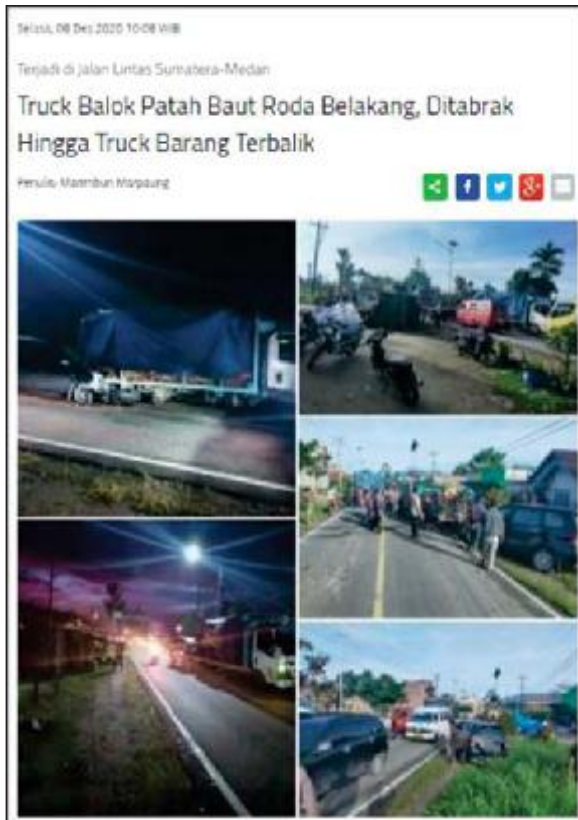 Selasa, 08 Des 2020 10:08 WIB
Terjadi di Jalan Lintas Sumatera-Medan
Truck Balok Patah Baut Roda Belakang, Ditabrak
Hingga Truck Barang Terbalik
Penulis: Marimbun Marpaung